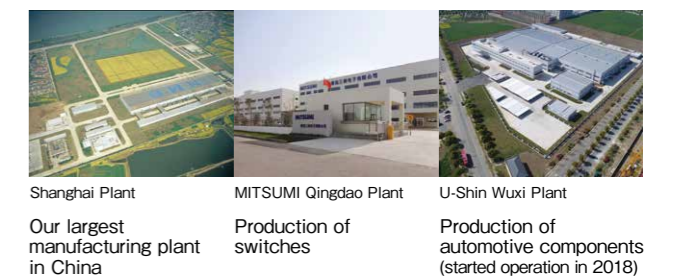 MITSUMI
MITSUMI
Shanghai Plant
Our largest
manufacturing plant
in China
MITSUMI Qingdao Plant
Production of
switches
U-Shin Wuxi Plant
Production of
automotive components
(started operation in 2018)